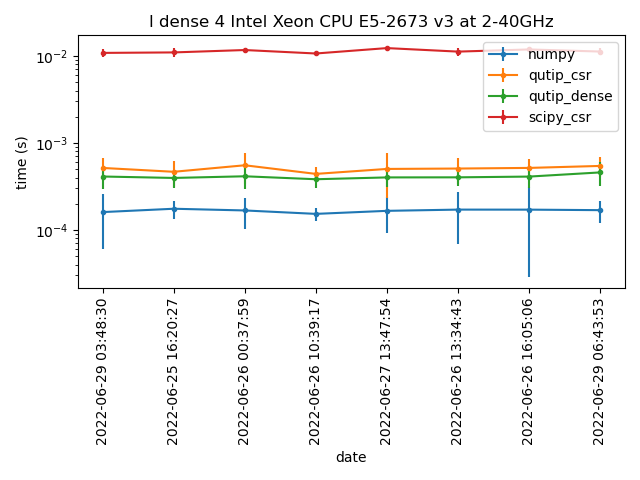 I dense 4 Intel Xeon CPU E5-2673 v3 at 2-40GHz
numpy
qutip_csr
qutip_dense
scipy_csr
time (s)
10⁻²
10⁻³
10⁻⁴
2022-06-29 03:48:30
2022-06-25 16:20:27
2022-06-26 00:37:59
2022-06-26 10:39:17
2022-06-27 13:47:54
2022-06-26 13:34:43
2022-06-26 16:05:06
2022-06-29 06:43:53
date